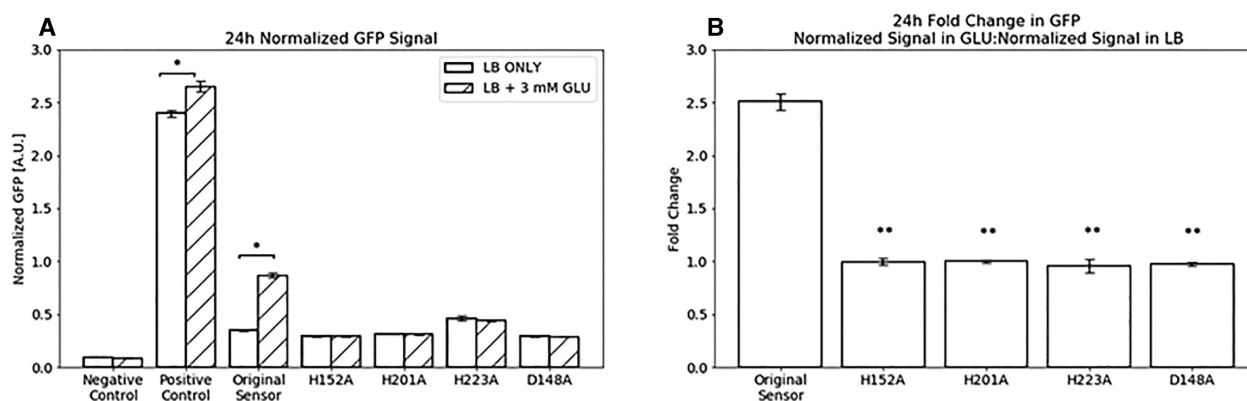 A
24h Normalized GFP Signal
Normalized GFP [A.U.]
3.0
2.5
2.0
1.5
1.0
0.5
0.0
LB ONLY
LB + 3 mM GLU
*
*
Negative
Control
Positive
Control
Original
Sensor
H152A
H201A
H223A
D148A
B
24h Fold Change in GFP
Normalized Signal in GLU:Normalized Signal in LB
Fold Change
3.0
2.5
2.0
1.5
1.0
0.5
0.0
**
**
**
**
Original
Sensor
H152A
H201A
H223A
D148A